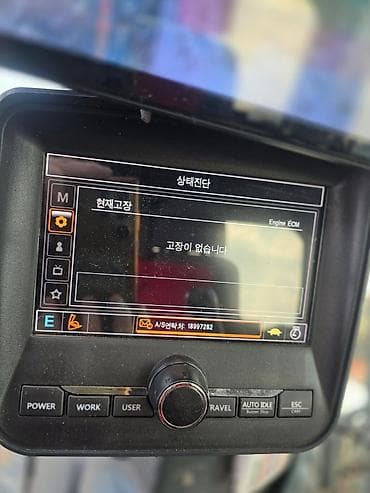 상태진단
M
현재고장
Engine ECM
고장이 없습니다
E
A/S연락처: 18997282
POWER
WORK
USER
TRAVEL
AUTO IDLE
ESC